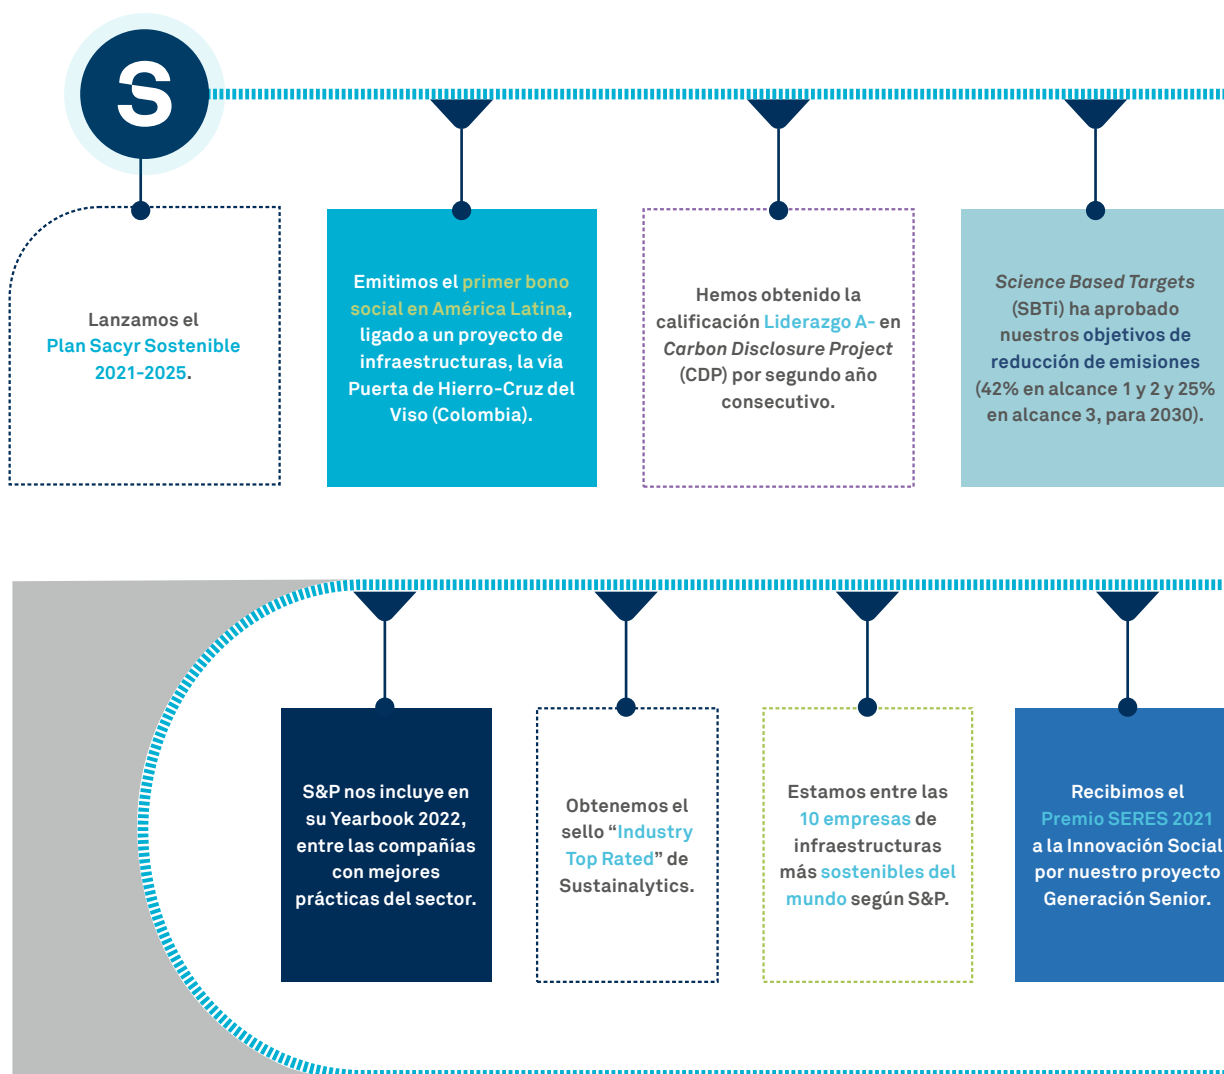 S
Lanzamos el
Plan Sacyr Sostenible
2021-2025.
Emitimos el primer bono
social en América Latina,
ligado a un proyecto de
infraestructuras, la vía
Puerta de Hierro-Cruz del
Viso (Colombia).
Hemos obtenido la
calificación Liderazgo A- en
Carbon Disclosure Project
(CDP) por segundo año
consecutivo.
Science Based Targets
(SBTi) ha aprobado
nuestros objetivos de
reducción de emisiones
(42% en alcance 1 y 2 y 25%
en alcance 3, para 2030).
S&P nos incluye en
su Yearbook 2022,
entre las compañías
con mejores
prácticas del sector.
Obtenemos el
sello “Industry
Top Rated” de
Sustainalytics.
Estamos entre las
10 empresas de
infraestructuras
más sostenibles del
mundo según S&P.
Recibimos el
Premio SERES 2021
a la Innovación Social
por nuestro proyecto
Generación Senior.